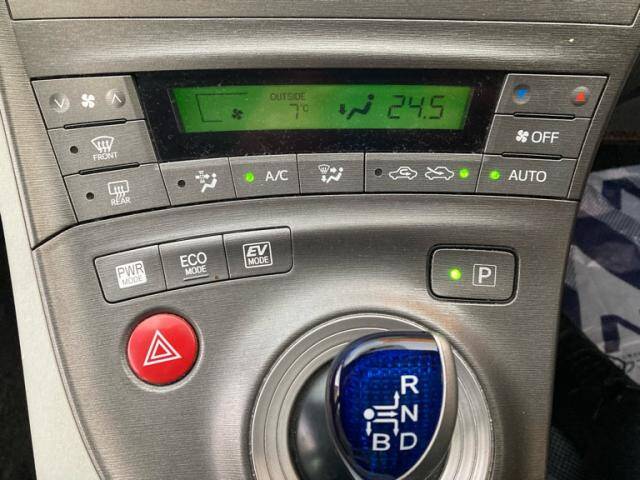 OUTSIDE
7°C 24.5
OFF
FRONT
A/C
AUTO
REAR
PWR
MODE
ECO
MODE
EV
MODE
P
R
N
B D